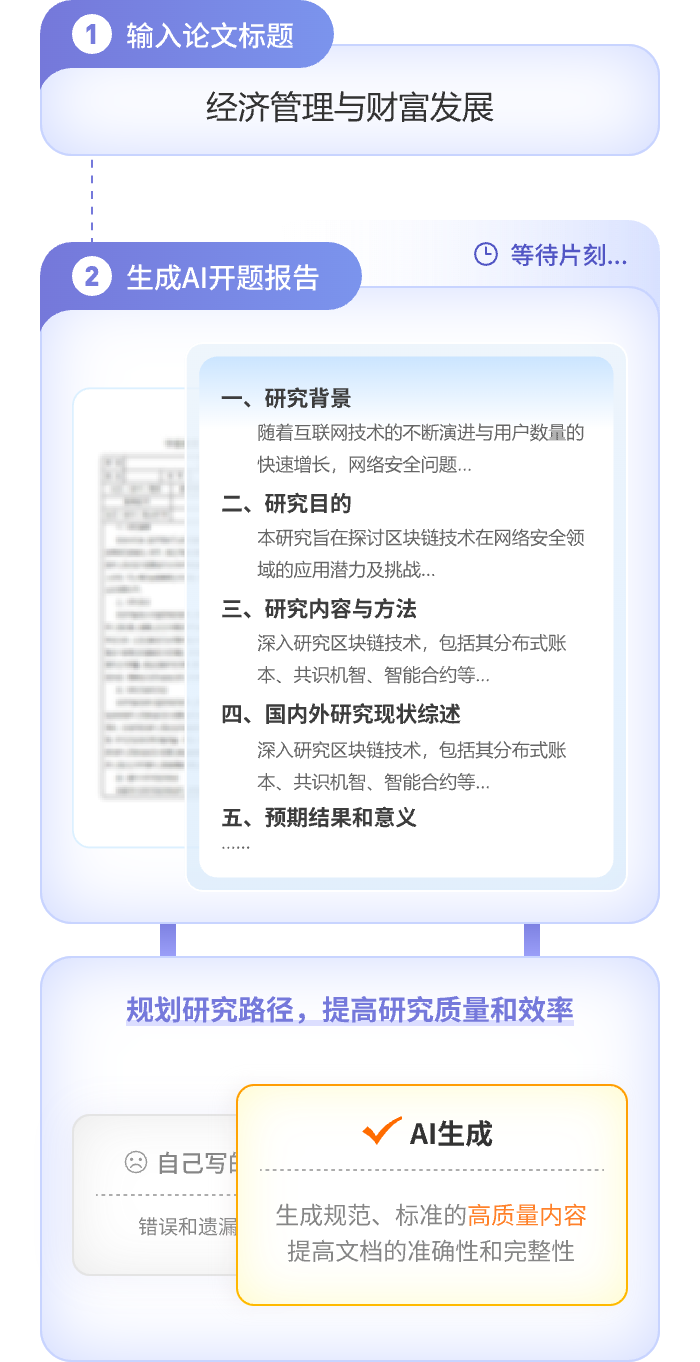 1 输入论文标题
经济管理与财富发展
等待片刻...
2 生成AI开题报告
一、研究背景
随着互联网技术的不断演进与用户数量的
快速增长，网络安全问题...
二、研究目的
本研究旨在探讨区块链技术在网络安全领
域的应用潜力及挑战...
三、研究内容与方法
深入研究区块链技术，包括其分布式账
本、共识机智、智能合约等...
四、国内外研究现状综述
深入研究区块链技术，包括其分布式账
本、共识机智、智能合约等...
五、预期结果和意义
......
规划研究路径，提高研究质量和效率
自己写的
错误和遗漏
AI生成
生成规范、标准的高质量内容
提高文档的准确性和完整性